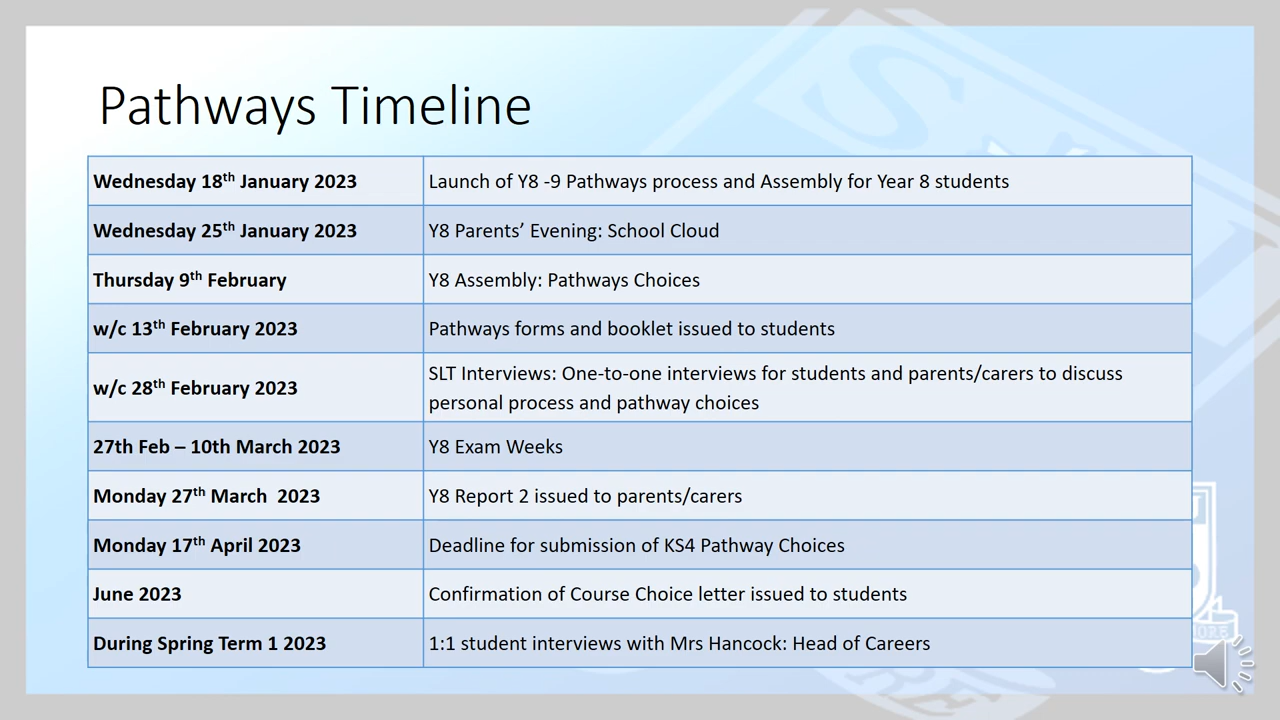 Pathways Timeline
Wednesday 18th January 2023
Launch of Y8 -9 Pathways process and Assembly for Year 8 students
Wednesday 25th January 2023
Y8 Parents’ Evening: School Cloud
Thursday 9th February
Y8 Assembly: Pathways Choices
w/c 13th February 2023
Pathways forms and booklet issued to students
w/c 28th February 2023
SLT Interviews: One-to-one interviews for students and parents/carers to discuss
personal process and pathway choices
27th Feb – 10th March 2023
Y8 Exam Weeks
Monday 27th March  2023
Y8 Report 2 issued to parents/carers
Monday 17th April 2023
Deadline for submission of KS4 Pathway Choices
June 2023
Confirmation of Course Choice letter issued to students
During Spring Term 1 2023
1:1 student interviews with Mrs Hancock: Head of Careers